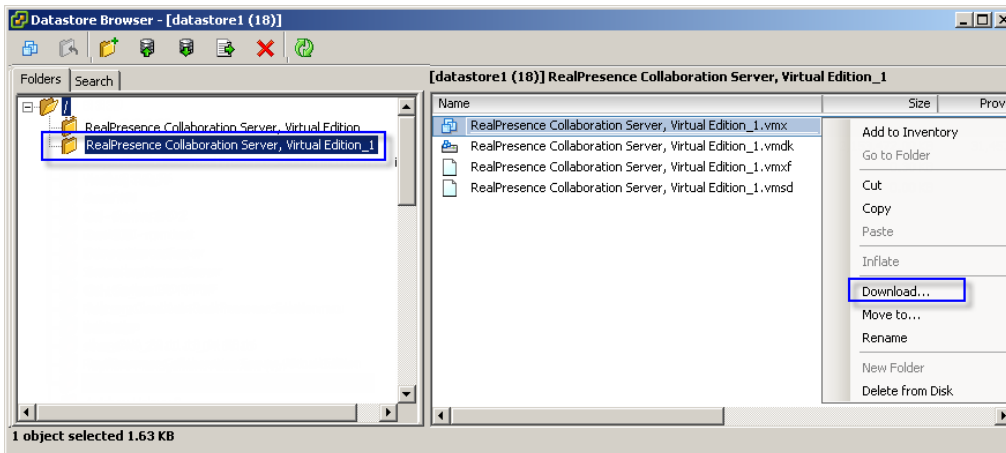 Datastore Browser - [datastore1 (18)]
Folders
Search
/
RealPresence Collaboration Server, Virtual Edition
RealPresence Collaboration Server, Virtual Edition_1
[datastore1 (18)] RealPresence Collaboration Server, Virtual Edition_1
Name
Size
Prov
RealPresence Collaboration Server, Virtual Edition_1.vmx
RealPresence Collaboration Server, Virtual Edition_1.vmdk
RealPresence Collaboration Server, Virtual Edition_1.vmxf
RealPresence Collaboration Server, Virtual Edition_1.vmsd
Add to Inventory
Go to Folder
Cut
Copy
Paste
Inflate
Download...
Move to...
Rename
New Folder
Delete from Disk
1 object selected 1.63 KB